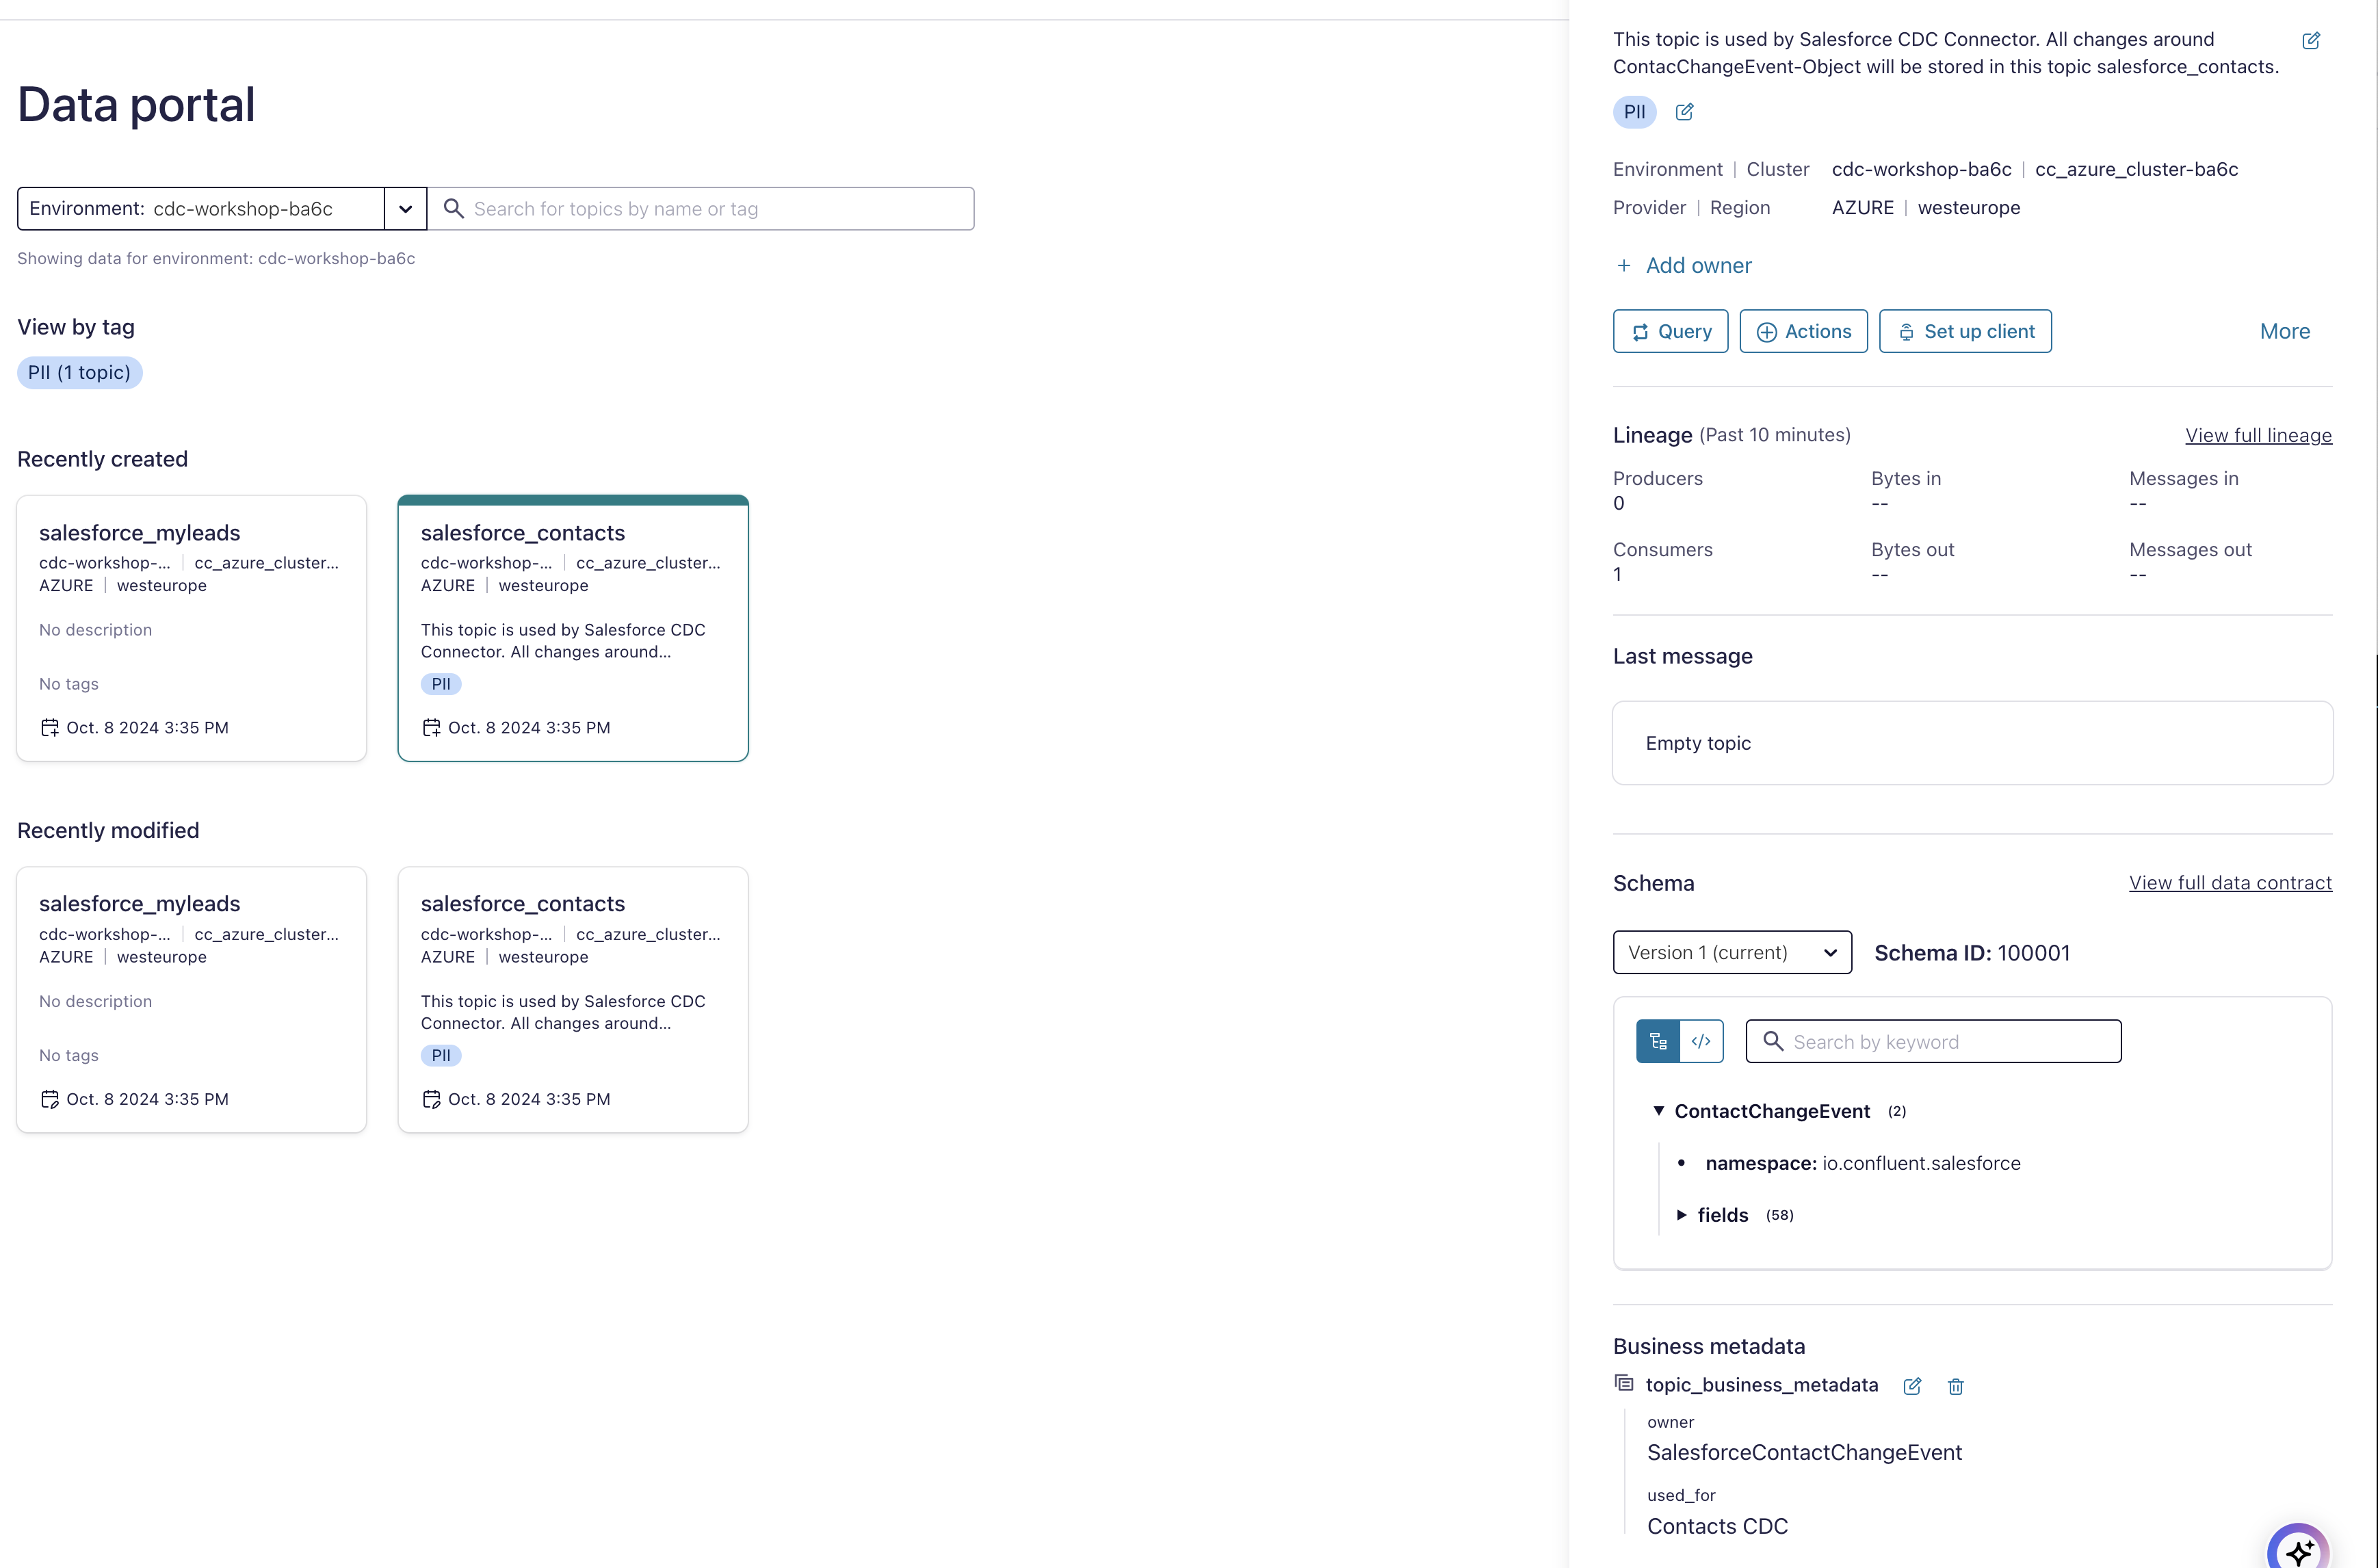 Data portal
Environment: cdc-workshop-ba6c
Search for topics by name or tag
Showing data for environment: cdc-workshop-ba6c
View by tag
PII (1 topic)
Recently created
salesforce_myleads
cdc-workshop-... | cc_azure_cluster...
AZURE | westeurope
No description
No tags
Oct. 8 2024 3:35 PM
salesforce_contacts
cdc-workshop-... | cc_azure_cluster...
AZURE | westeurope
This topic is used by Salesforce CDC
Connector. All changes around...
PII
Oct. 8 2024 3:35 PM
Recently modified
salesforce_myleads
cdc-workshop-... | cc_azure_cluster...
AZURE | westeurope
No description
No tags
Oct. 8 2024 3:35 PM
salesforce_contacts
cdc-workshop-... | cc_azure_cluster...
AZURE | westeurope
This topic is used by Salesforce CDC
Connector. All changes around...
PII
Oct. 8 2024 3:35 PM
This topic is used by Salesforce CDC Connector. All changes around
ContacChangeEvent-Object will be stored in this topic salesforce_contacts.
PII
Environment | Cluster cdc-workshop-ba6c | cc_azure_cluster-ba6c
Provider | Region AZURE | westeurope
+ Add owner
Query Actions Set up client More
Lineage (Past 10 minutes) View full lineage
Producers Bytes in Messages in
0 -- --
Consumers Bytes out Messages out
1 -- --
Last message
Empty topic
Schema View full data contract
Version 1 (current) Schema ID: 100001
</> Search by keyword
ContactChangeEvent (2)
• namespace: io.confluent.salesforce
fields (58)
Business metadata
topic_business_metadata
owner
SalesforceContactChangeEvent
used_for
Contacts CDC